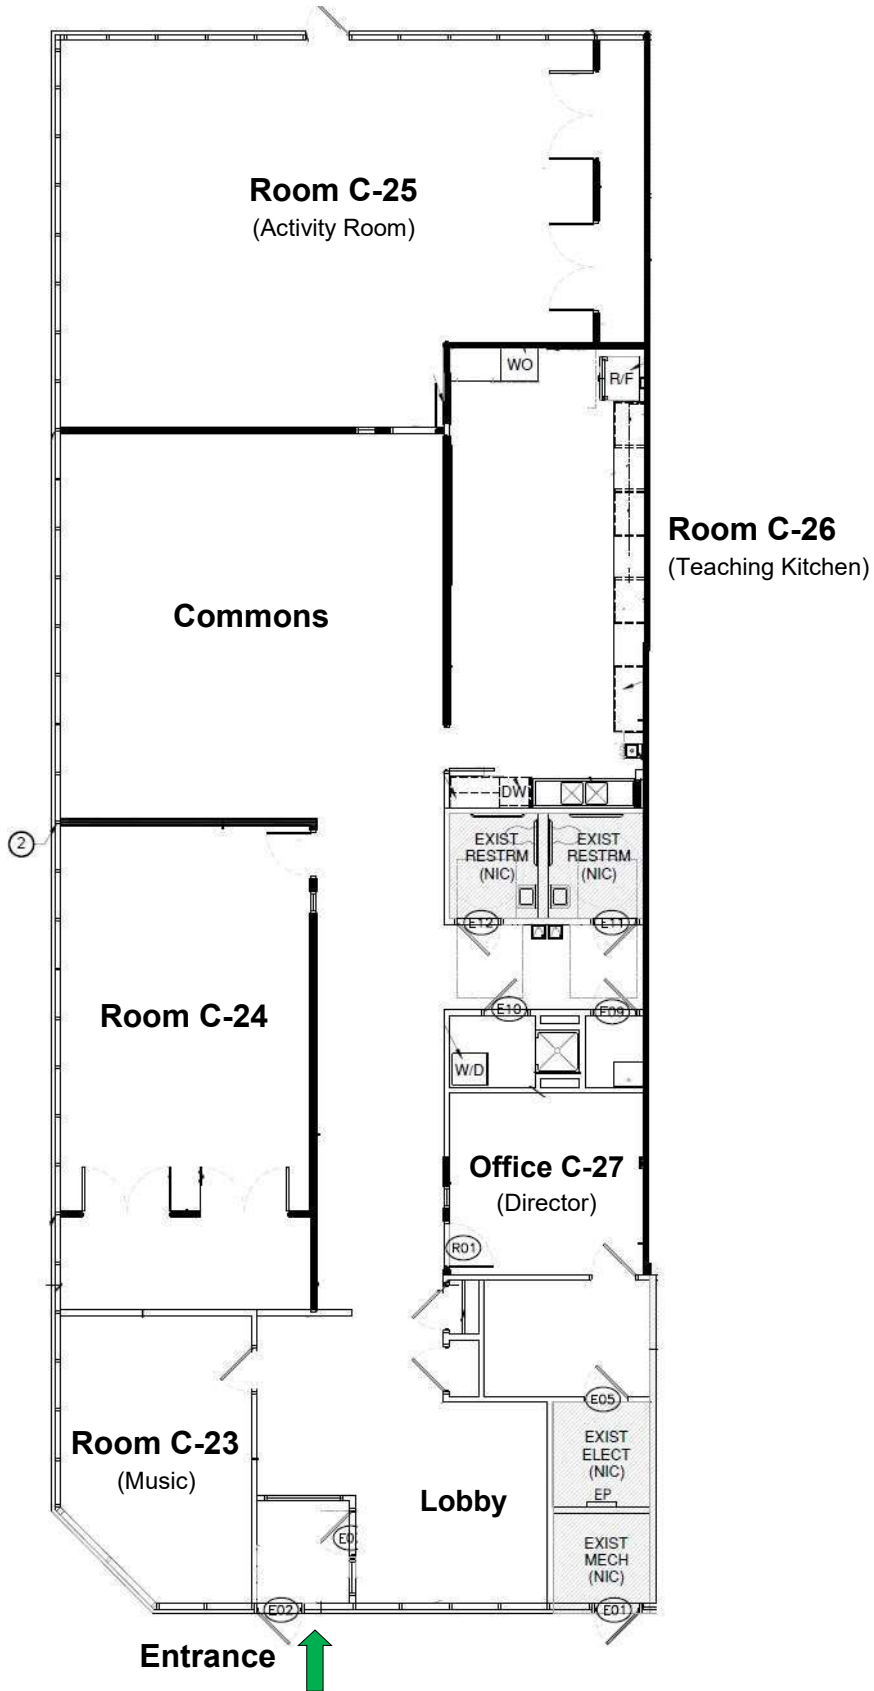 Room C-25
(Activity Room)
WO
R/F
Room C-26
(Teaching Kitchen)
Commons
DW
2
EXIST
RESTRM
(NIC)
EXIST
RESTRM
(NIC)
E12
E11
E10
E09
Room C-24
W/D
Office C-27
(Director)
R01
E05
Room C-23
(Music)
EXIST
ELECT
(NIC)
EP
Lobby
E0
EXIST
MECH
(NIC)
E02
E01
Entrance